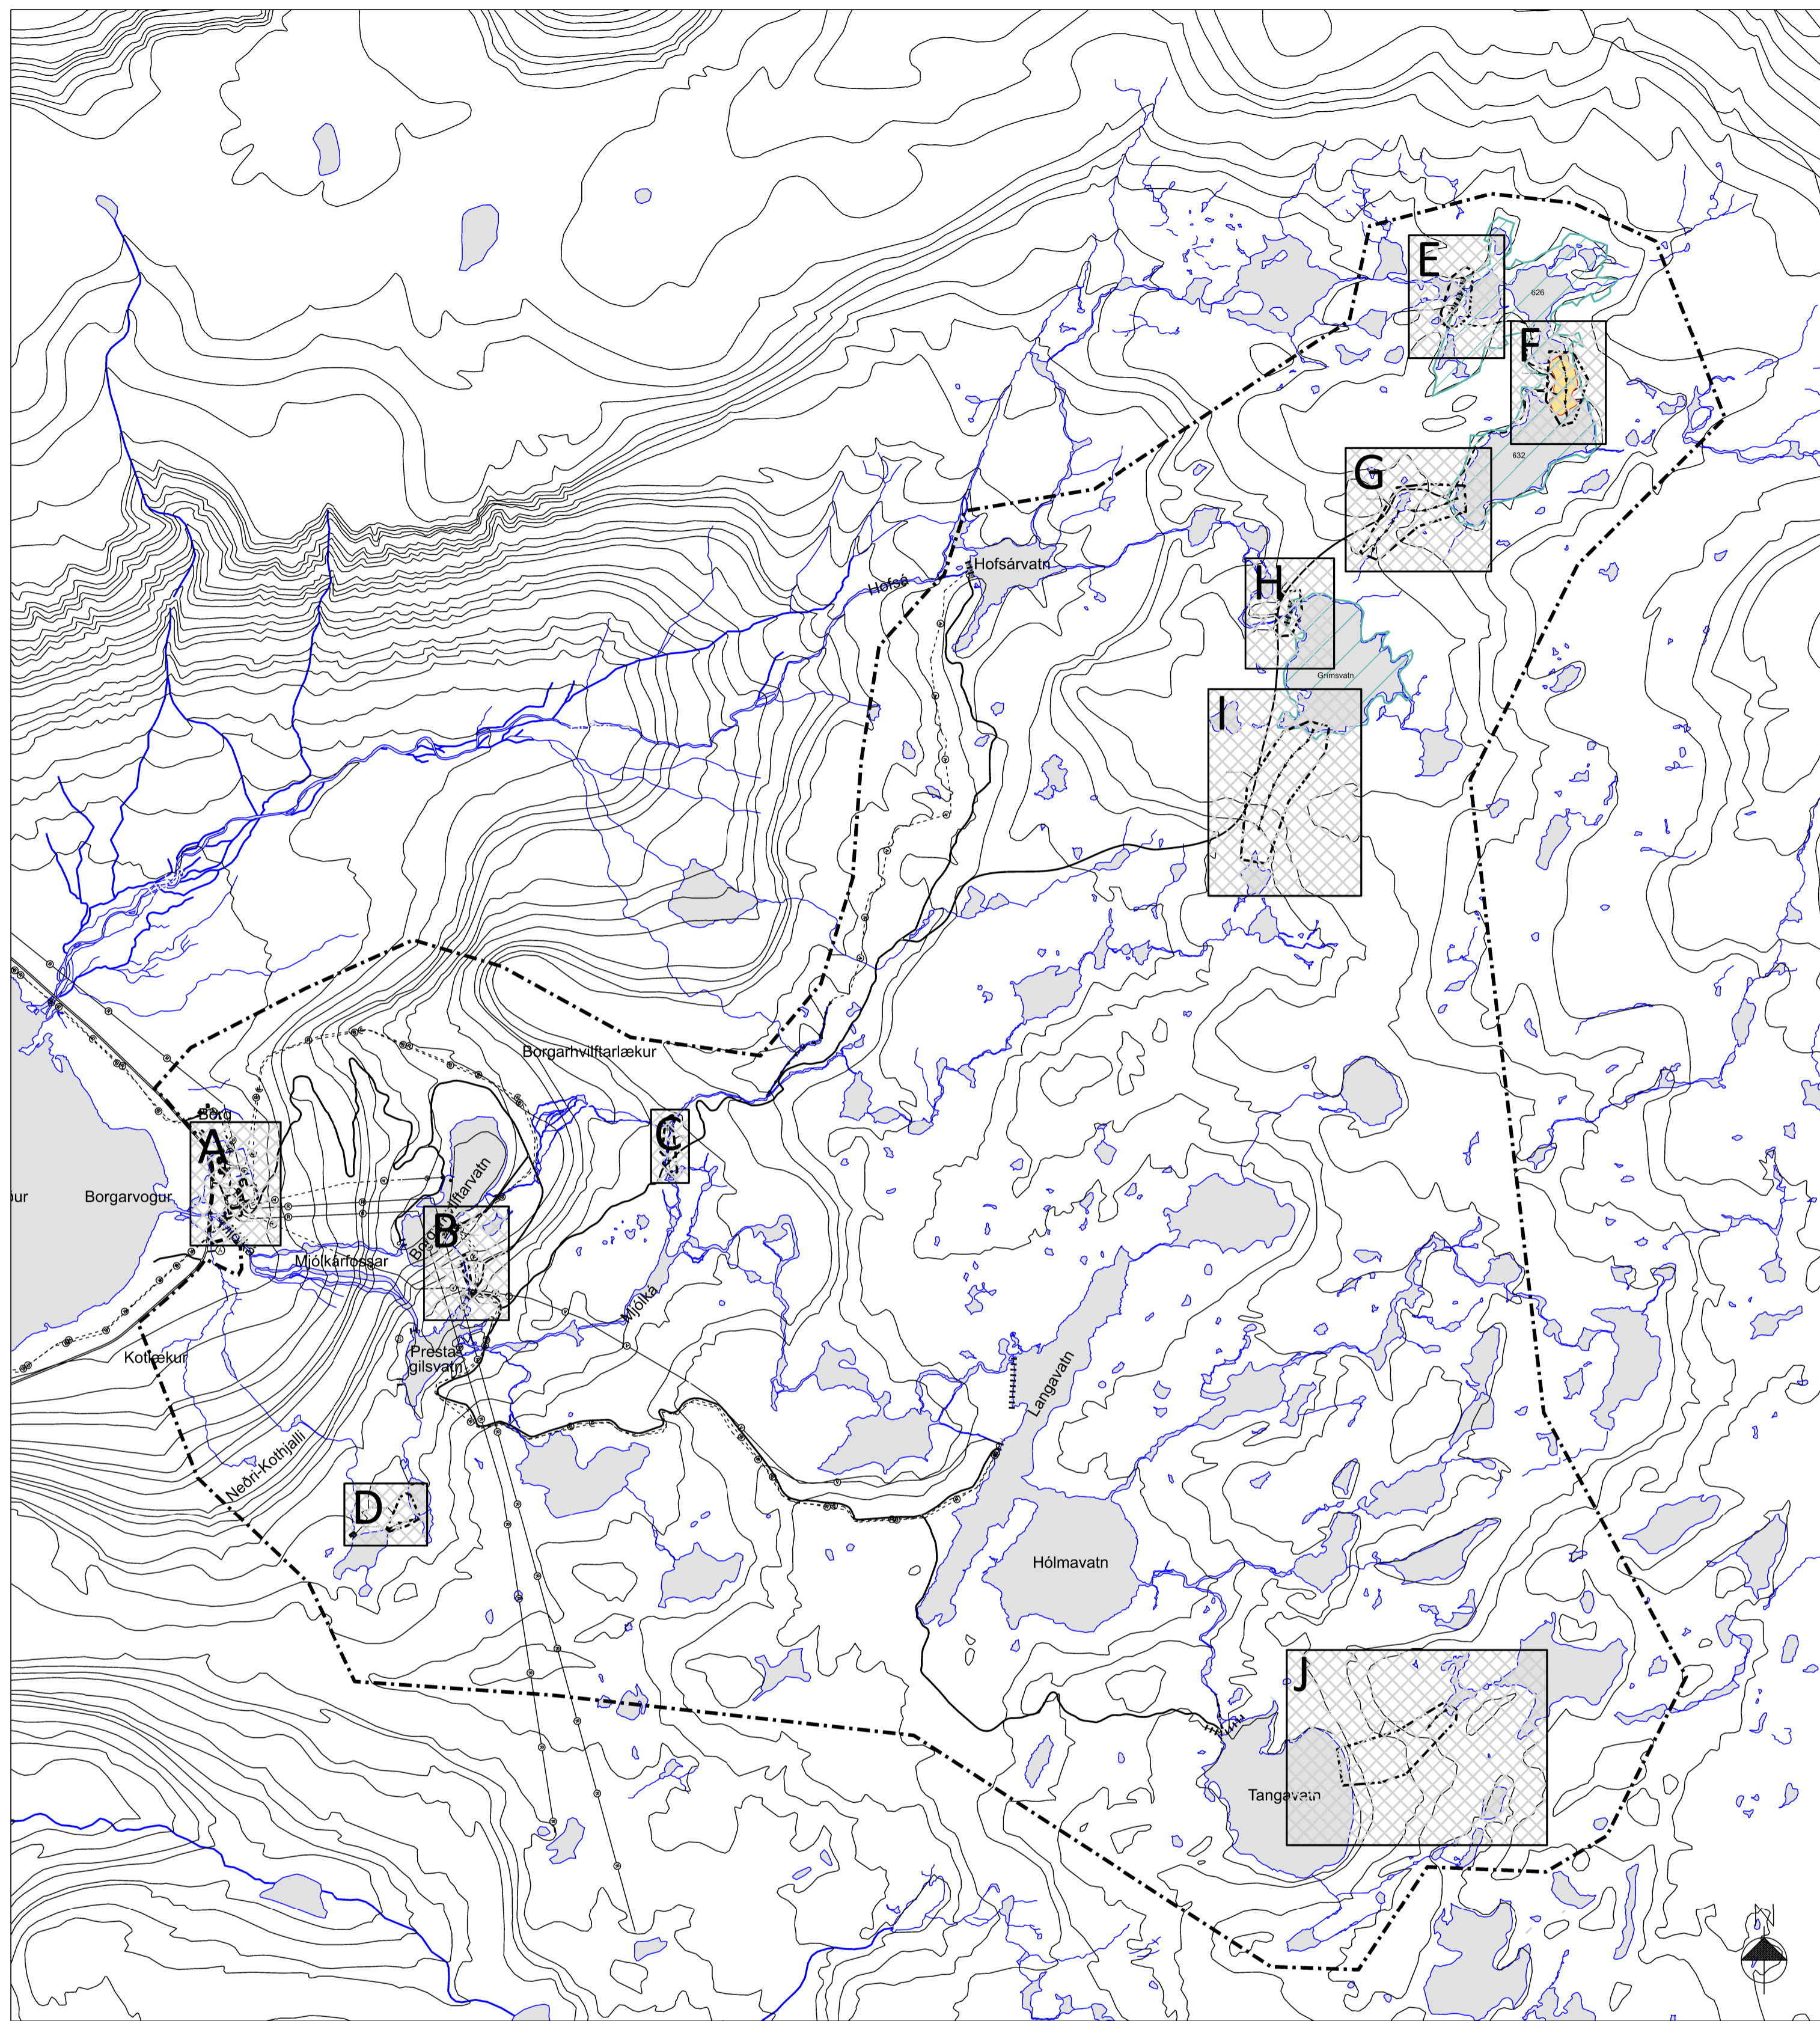 E
626
F
632
G
Hofsárvatn
Hofsá
H
Grímsvatn
I
Borgarhvilftarlækur
Borg
A
C
Borgarvogur
B
Mjólkárfossar
Mjólká
Prestagilsvatn
Kotlækur
Langavatn
Neðri-Kothjalli
D
Hólmavatn
J
Tangavatn
N